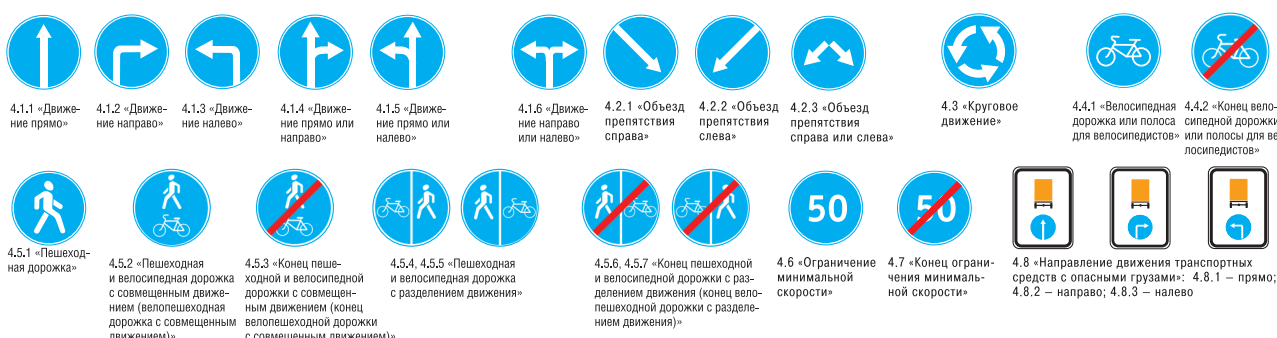 4.1.1 «Движе-
ние прямо»
4.1.2 «Движе-
ние направо»
4.1.3 «Движе-
ние налево»
4.1.4 «Движе-
ние прямо или
направо»
4.1.5 «Движе-
ние прямо или
налево»
4.1.6 «Движе-
ние направо
или налево»
4.2.1 «Объезд
препятствия
справа»
4.2.2 «Объезд
препятствия
слева»
4.2.3 «Объезд
препятствия
справа или слева»
4.3 «Круговое
движение»
4.4.1 «Велосипедная
дорожка или полоса
для велосипедистов»
4.4.2 «Конец вело-
сипедной дорожки
или полосы для ве
лосипедистов»
4.5.1 «Пешеход-
ная дорожка»
4.5.2 «Пешеходная
и велосипедная дорожка
с совмещенным движе-
нием (велопешеходная
дорожка с совмещенным
движением)»
4.5.3 «Конец пеше-
ходной и велосипедной
дорожки с совмещен-
ным движением (конец
велопешеходной дорожки
с совмещенным движением)»
4.5.4, 4.5.5 «Пешеходная
и велосипедная дорожка
с разделением движения»
4.5.6, 4.5.7 «Конец пешеходной
и велосипедной дорожки с раз-
делением движения (конец вело-
пешеходной дорожки с разделе-
нием движения)»
50
4.6 «Ограничение
минимальной
скорости»
50
4.7 «Конец ограни-
чения минималь-
ной скорости»
4.8 «Направление движения транспортных
средств с опасными грузами»: 4.8.1 – прямо;
4.8.2 – направо; 4.8.3 – налево